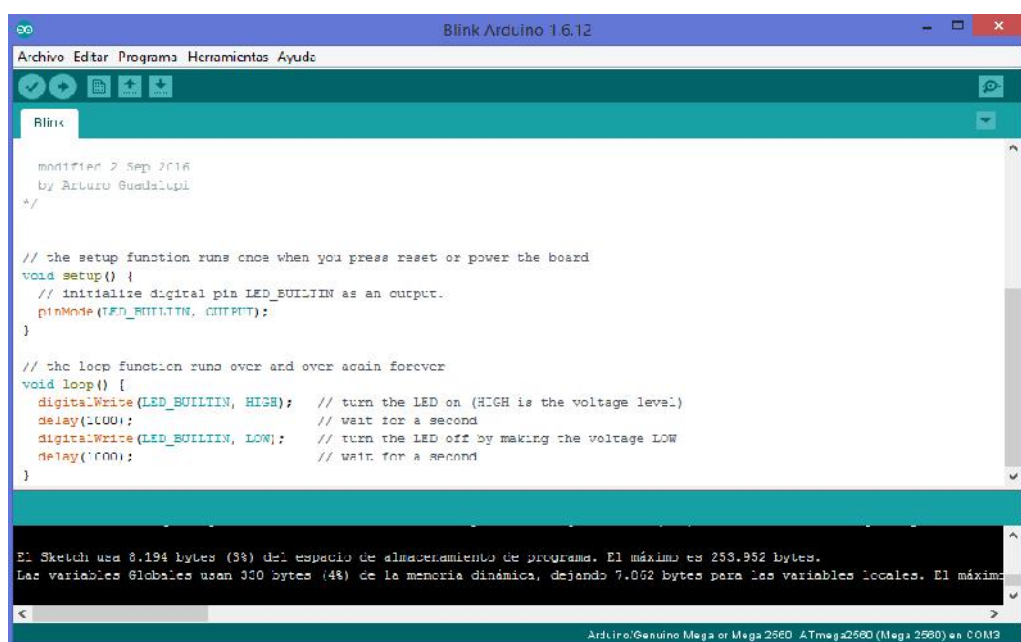 Blink Arduino 1.6.12
Archivo Editar Programa Herramientas Ayuda
Blink
modified 2 Sep 2016
by Arturo Guadalupi
*/
// the setup function runs once when you press reset or power the board
void setup() {
// initialize digital pin LED_BUILTIN as an output.
pinMode(LED_BUILTIN, OUTPUT);
}
// the loop function runs over and over again forever
void loop() {
digitalWrite(LED_BUILTIN, HIGH); // turn the LED on (HIGH is the voltage level)
delay(1000); // wait for a second
digitalWrite(LED_BUILTIN, LOW); // turn the LED off by making the voltage LOW
delay(1000); // wait for a second
}
El Sketch usa bytes (3%) del espacio de almacenamiento de programa. El máximo es 253.952 bytes.
Las variables Globales usan bytes (4%) de la memoria dinámica, dejando bytes para las variables locales. El máximo
Arduino/Genuino Mega or Mega 2560, ATmega2560 (Mega 2560) en COM3